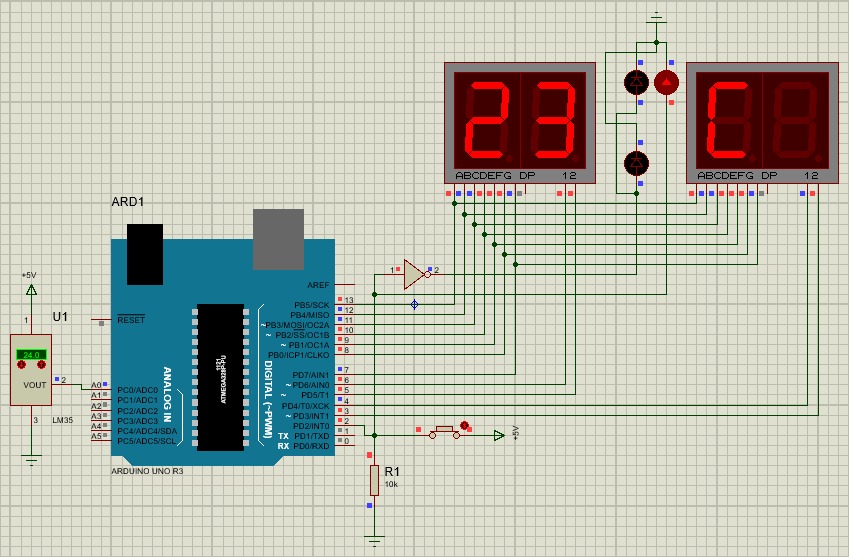 23
C
ABCDEFG DP 12
ABCDEFG DP 12
ARD1
AREF
1
2
+5V
PB5/SCK 13
RESET
PB4/MISO 12
1
U1
~PB3/MOSI/OC2A 11
~ PB2/SS/OC1B 10
~ PB1/OC1A 9
PB0/ICP1/CLKO 8
24.0
1121
ATMEGA328P-PU
ANALOG IN
DIGITAL (~PWM)
PD7/AIN1 7
VOUT
2
A0 PC0/ADC0
~ PD6/AIN0 6
A1 PC1/ADC1
~ PD5/T1 5
A2 PC2/ADC2
PD4/T0/XCK 4
A3 PC3/ADC3
~ PD3/INT1 3
3
LM35
A4 PC4/ADC4/SDA
PD2/INT0 2
A5 PC5/ADC5/SCL
TX PD1/TXD 1
RX PD0/RXD 0
+5V
ARDUINO UNO R3
R1
10k